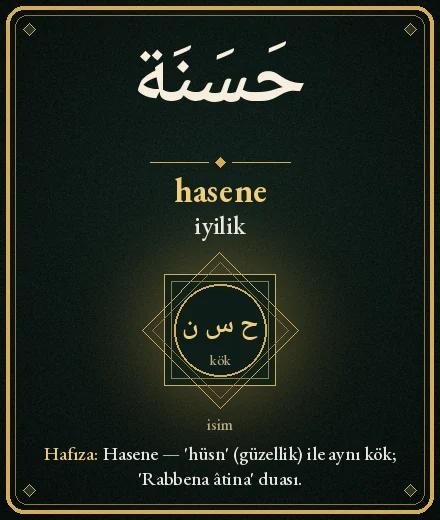 حَسَنَة
hasene
iyilik
ح س ن
kök
isim
Hafıza: Hasene — 'hüsn' (güzellik) ile aynı kök;
'Rabbena âtina' duası.